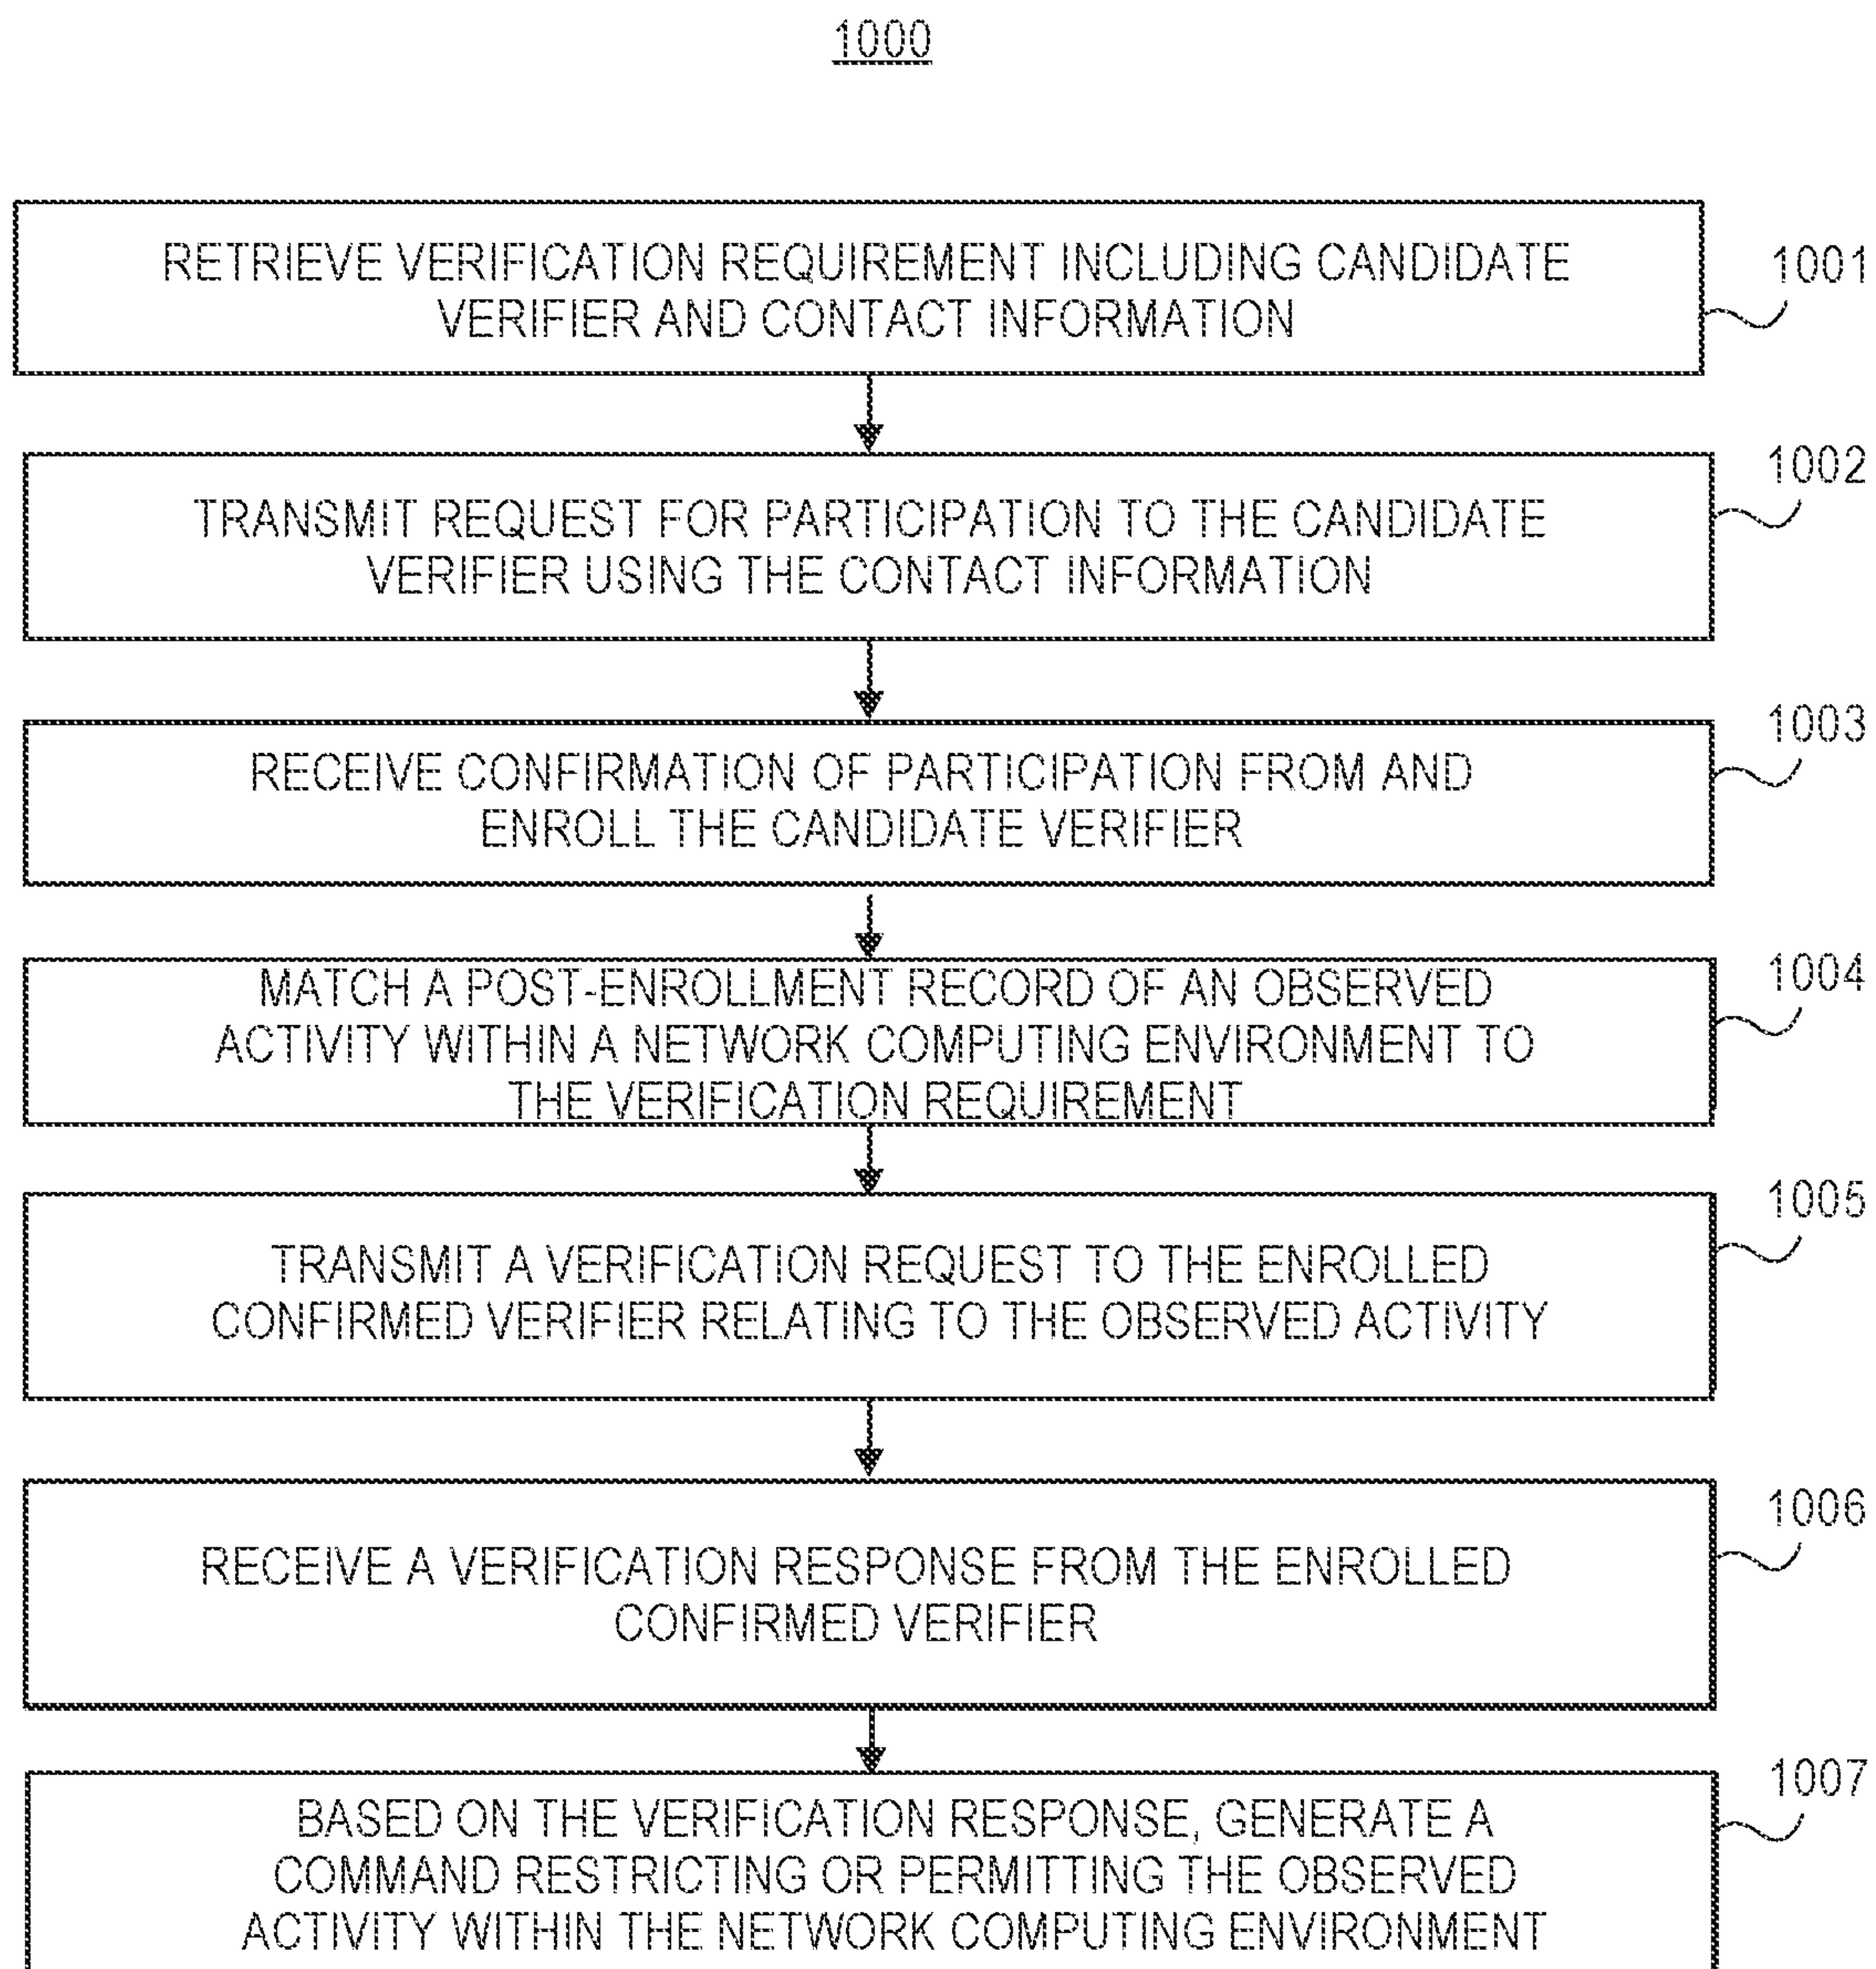 1000
RETRIEVE VERIFICATION REQUIREMENT INCLUDING CANDIDATE
VERIFIER AND CONTACT INFORMATION
1001
TRANSMIT REQUEST FOR PARTICIPATION TO THE CANDIDATE
VERIFIER USING THE CONTACT INFORMATION
1002
RECEIVE CONFIRMATION OF PARTICIPATION FROM AND
ENROLL THE CANDIDATE VERIFIER
1003
MATCH A POST-ENROLLMENT RECORD OF AN OBSERVED
ACTIVITY WITHIN A NETWORK COMPUTING ENVIRONMENT TO
THE VERIFICATION REQUIREMENT
1004
TRANSMIT A VERIFICATION REQUEST TO THE ENROLLED
CONFIRMED VERIFIER RELATING TO THE OBSERVED ACTIVITY
1005
RECEIVE A VERIFICATION RESPONSE FROM THE ENROLLED
CONFIRMED VERIFIER
1006
BASED ON THE VERIFICATION RESPONSE, GENERATE A
COMMAND RESTRICTING OR PERMITTING THE OBSERVED
ACTIVITY WITHIN THE NETWORK COMPUTING ENVIRONMENT
1007